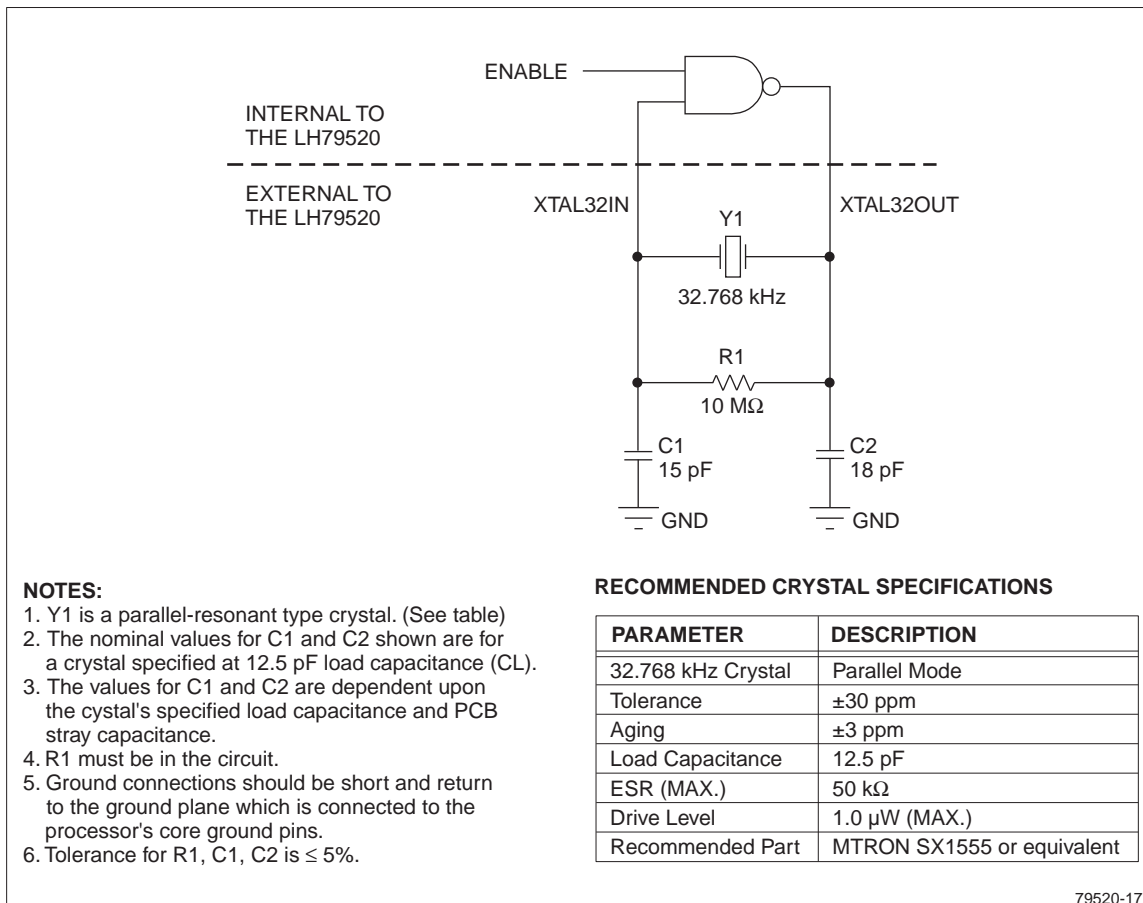 ENABLE
INTERNAL TO
THE LH79520
EXTERNAL TO
THE LH79520
XTAL32IN
XTAL32OUT
Y1
32.768 kHz
R1
10 MΩ
C1
15 pF
C2
18 pF
GND
GND
NOTES:
1. Y1 is a parallel-resonant type crystal. (See table)
2. The nominal values for C1 and C2 shown are for
a crystal specified at 12.5 pF load capacitance (CL).
3. The values for C1 and C2 are dependent upon
the cystal's specified load capacitance and PCB
stray capacitance.
4. R1 must be in the circuit.
5. Ground connections should be short and return
to the ground plane which is connected to the
processor's core ground pins.
6. Tolerance for R1, C1, C2 is ≤ 5%.
RECOMMENDED CRYSTAL SPECIFICATIONS
PARAMETER DESCRIPTION
32.768 kHz Crystal Parallel Mode
Tolerance ±30 ppm
Aging ±3 ppm
Load Capacitance 12.5 pF
ESR (MAX.) 50 kΩ
Drive Level 1.0 µW (MAX.)
Recommended Part MTRON SX1555 or equivalent
79520-17